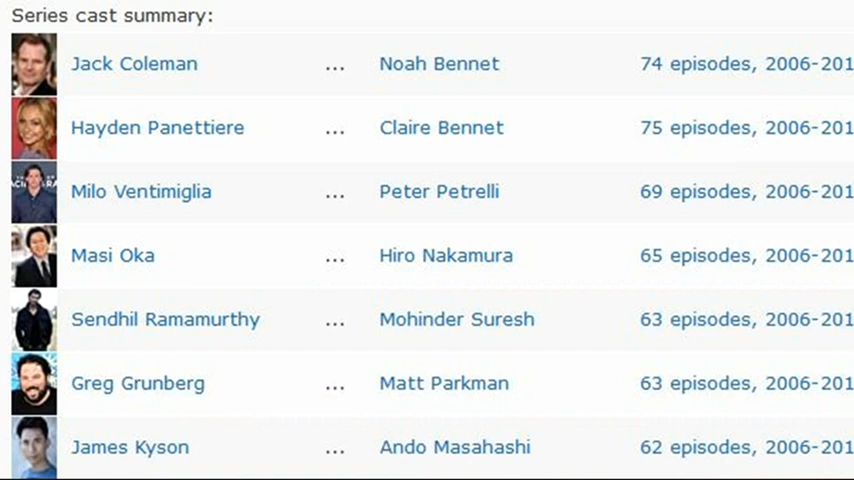 Series cast summary:
Jack Coleman ... Noah Bennet 74 episodes, 2006-201
Hayden Panettiere ... Claire Bennet 75 episodes, 2006-201
Milo Ventimiglia ... Peter Petrelli 69 episodes, 2006-201
Masi Oka ... Hiro Nakamura 65 episodes, 2006-201
Sendhil Ramamurthy ... Mohinder Suresh 63 episodes, 2006-201
Greg Grunberg ... Matt Parkman 63 episodes, 2006-201
James Kyson ... Ando Masahashi 62 episodes, 2006-201